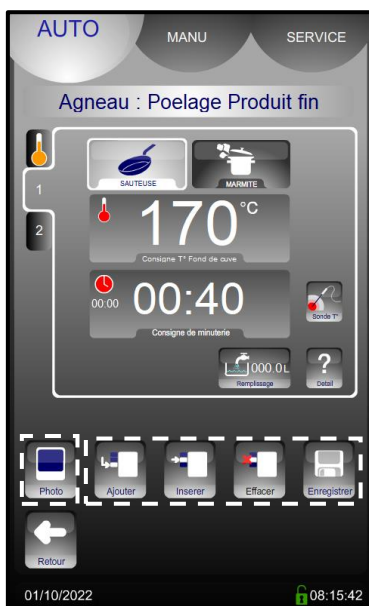 AUTO MANU SERVICE
Agneau : Poelage Produit fin
1
SAUTEUSE MARMITE
2
170°C
Consigne T° Fond de cuve
00:00 00:40
Consigne de minuterie
Sonde T°
000.0L
Remplissage
?
Detail
Photo Ajouter Inserer Effacer Enregistrer
Retour
01/10/2022 08:15:42